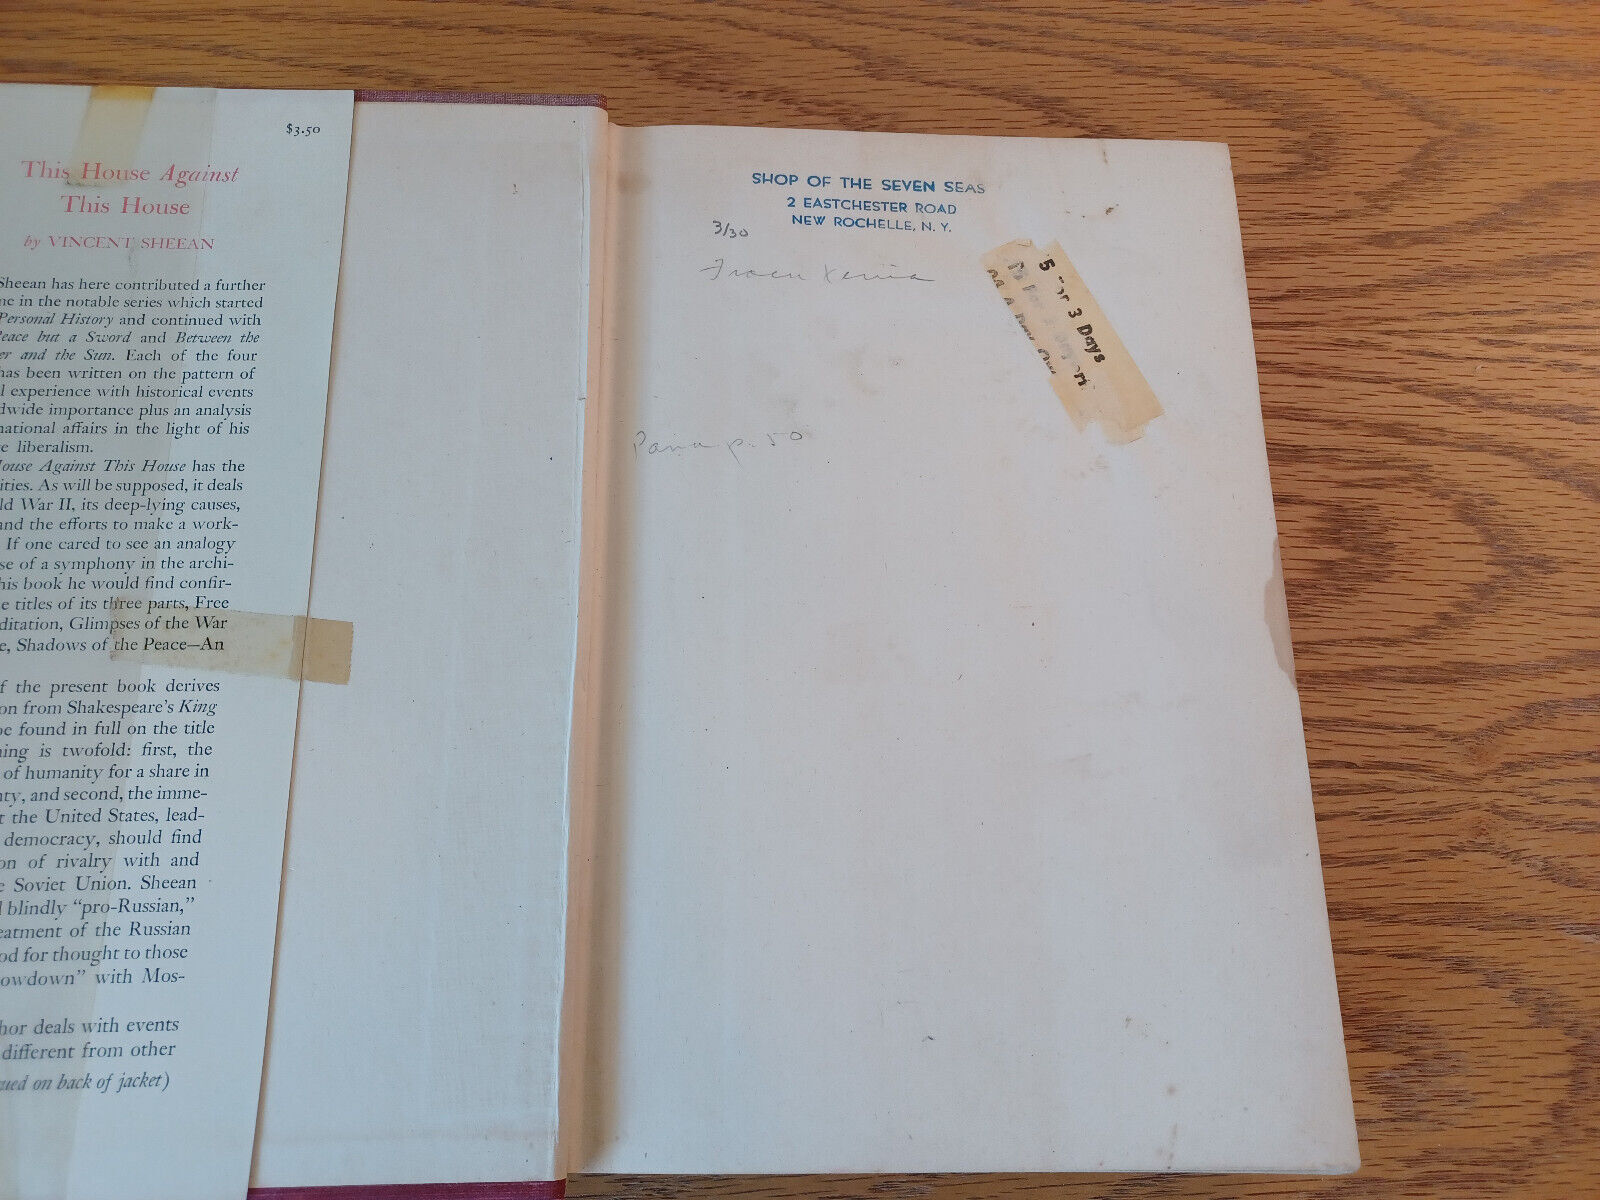 $3.50
This House Against
This House
by VINCENT SHEEAN
Sheean has here contributed a further
ne in the notable series which started
Personal History and continued with
eace but a Sword and Between the
er and the Sun. Each of the four
has been written on the pattern of
l experience with historical events
dwide importance plus an analysis
national affairs in the light of his
e liberalism.
House Against This House has the
ities. As will be supposed, it deals
ld War II, its deep-lying causes,
and the efforts to make a work-
If one cared to see an analogy
se of a symphony in the archi-
his book he would find confir-
e titles of its three parts, Free
ditation, Glimpses of the War
e, Shadows of the Peace—An
f the present book derives
on from Shakespeare's King
be found in full on the title
ning is twofold: first, the
of humanity for a share in
nty, and second, the imme-
t the United States, lead-
democracy, should find
on of rivalry with and
e Soviet Union. Sheean
l blindly "pro-Russian,"
eatment of the Russian
od for thought to those
owdown" with Mos-
hor deals with events
different from other
ued on back of jacket)
SHOP OF THE SEVEN SEAS
2 EASTCHESTER ROAD
NEW ROCHELLE, N. Y.
3/30
p. 50
5 For 3 Days